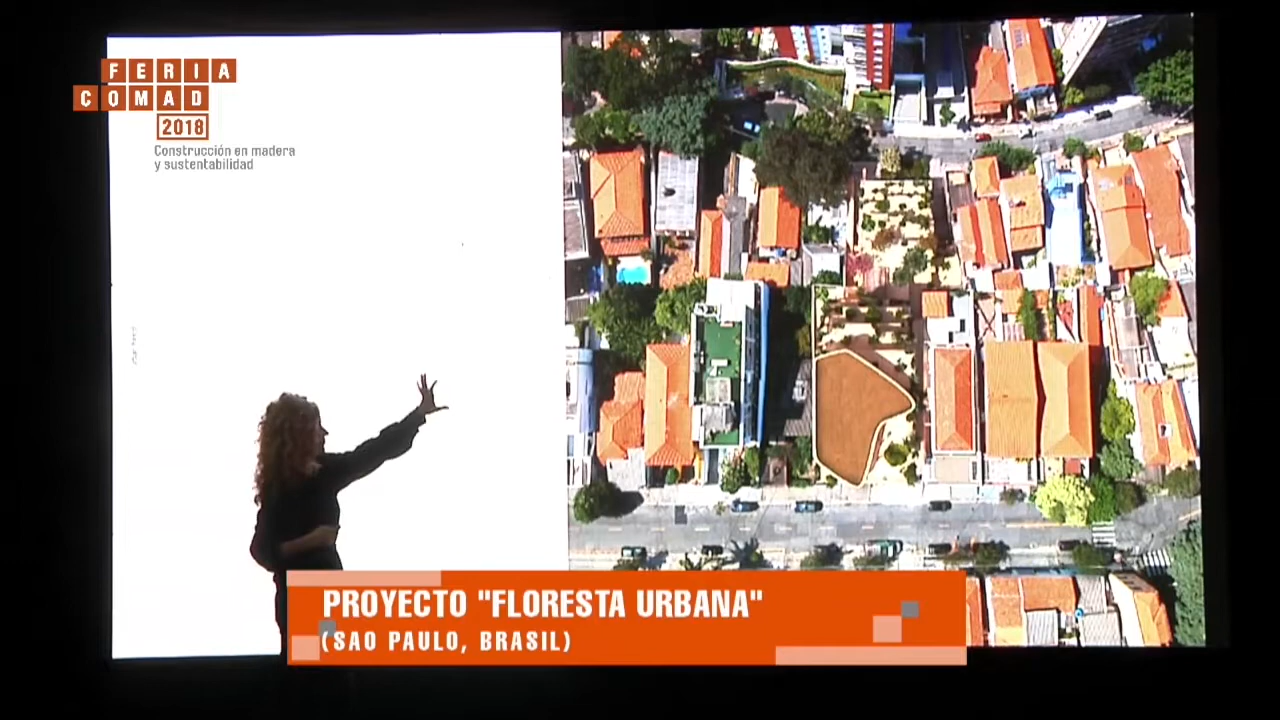 FERIA
COMAD
2018
Construcción en madera
y sustentabilidad
PROYECTO "FLORESTA URBANA"
(SAO PAULO, BRASIL)